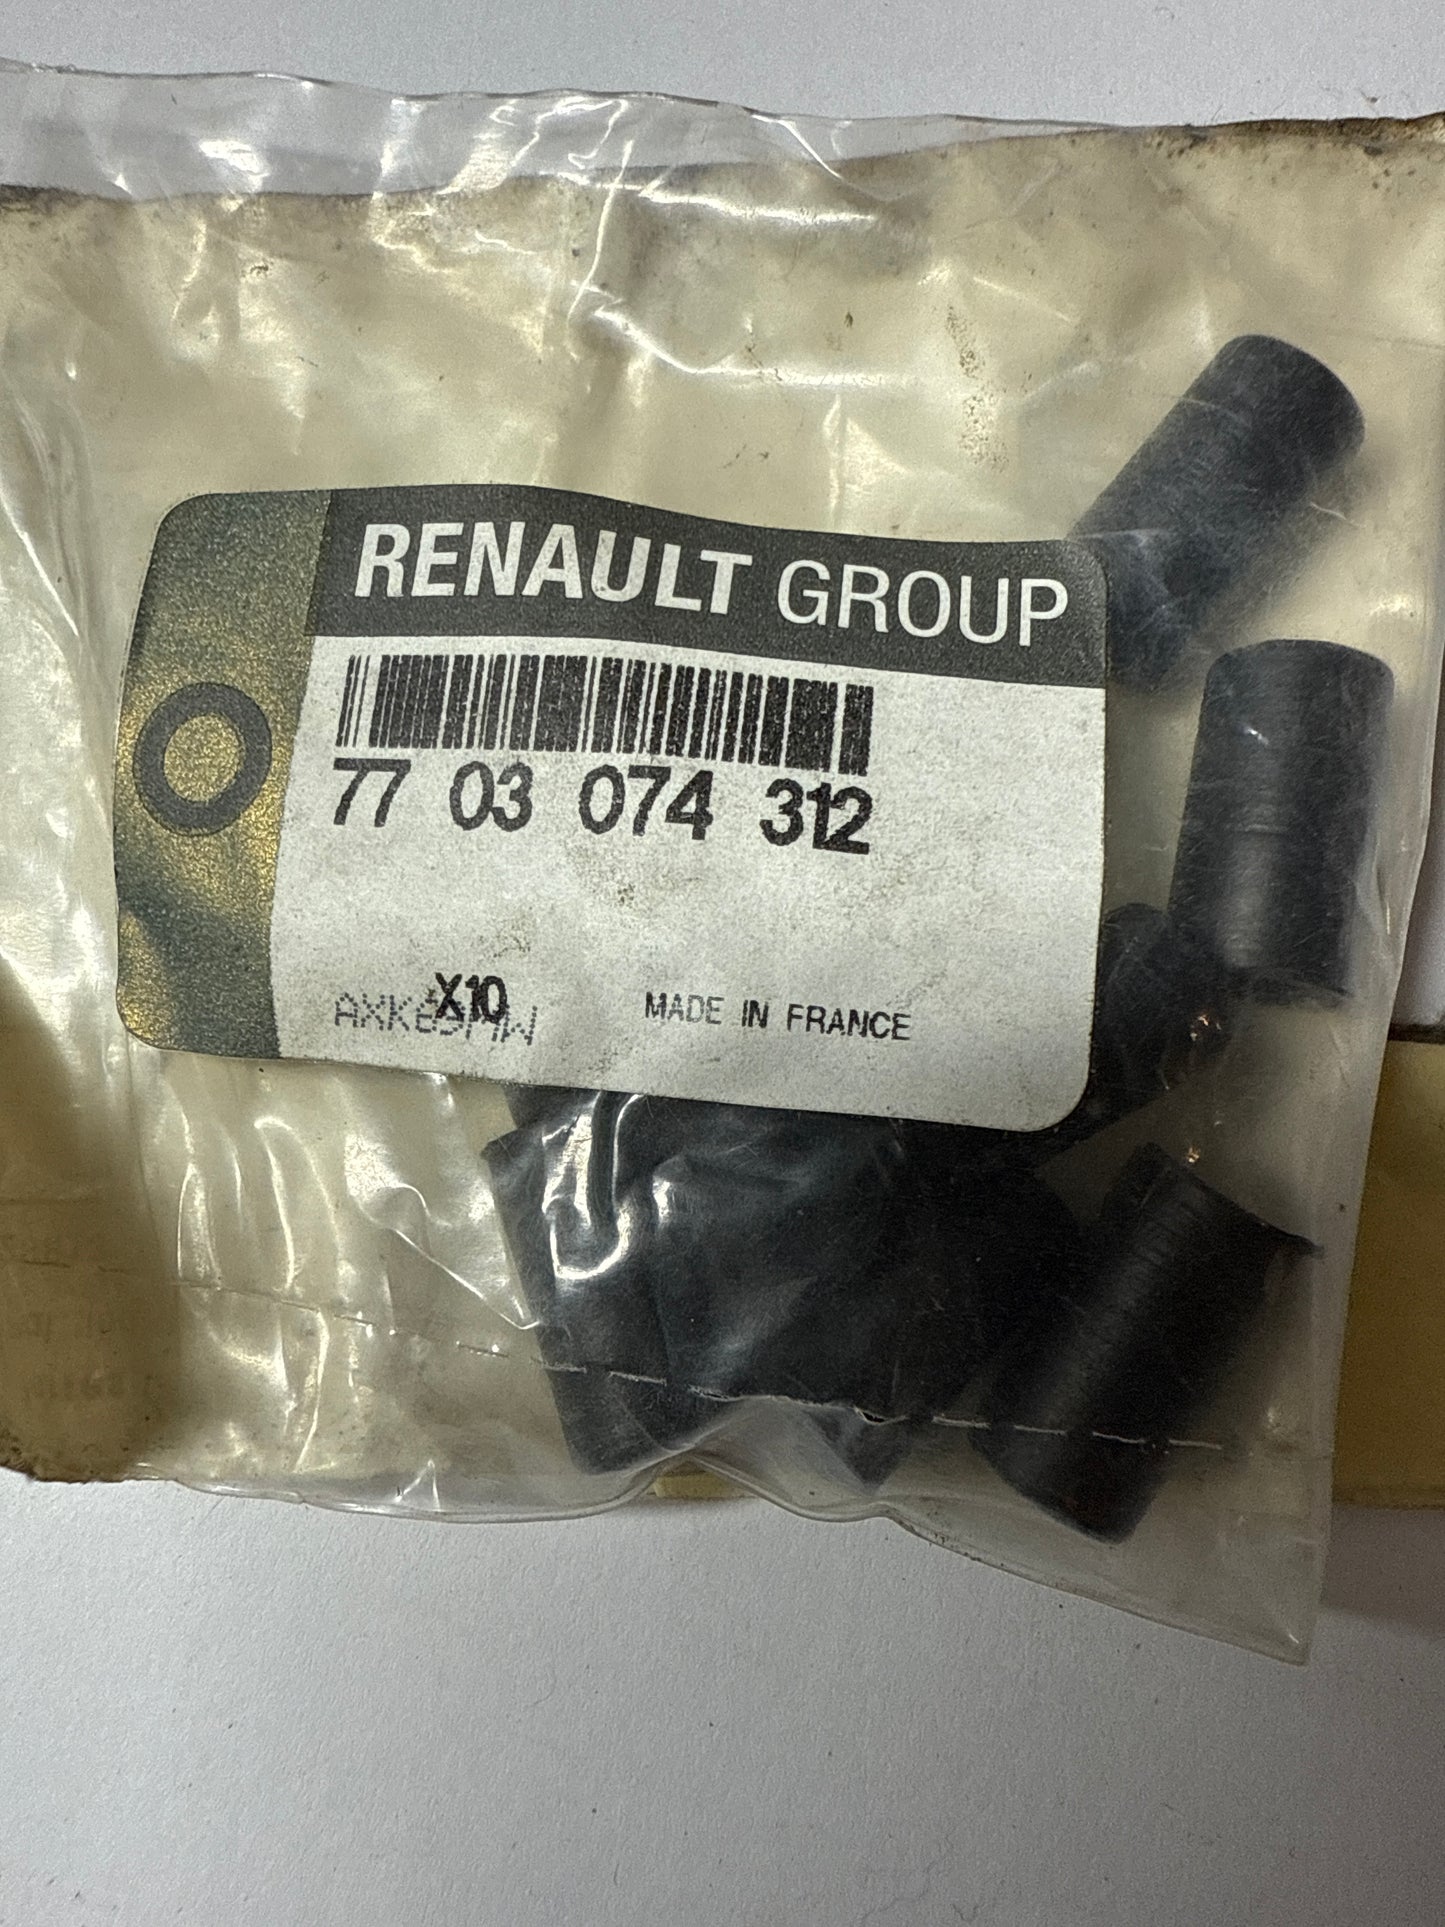 RENAULT GROUP
77 03 074 312
X10
MADE IN FRANCE